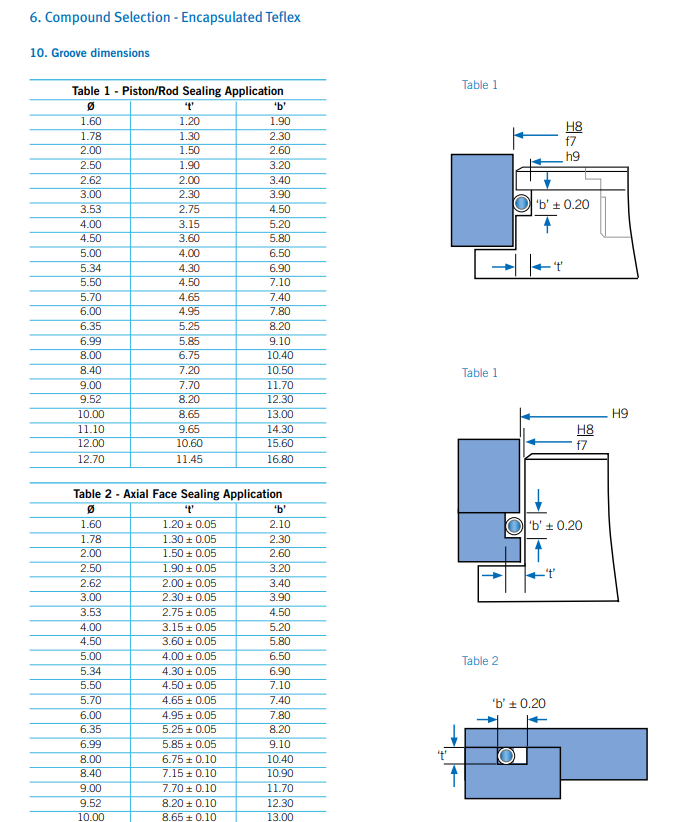 6. Compound Selection - Encapsulated Teflex
10. Groove dimensions
Table 1 - Piston/Rod Sealing Application
Ø 't' 'b'
1.60 1.20 1.90
1.78 1.30 2.30
2.00 1.50 2.60
2.50 1.90 3.20
2.62 2.00 3.40
3.00 2.30 3.90
3.53 2.75 4.50
4.00 3.15 5.20
4.50 3.60 5.80
5.00 4.00 6.50
5.34 4.30 6.90
5.50 4.50 7.10
5.70 4.65 7.40
6.00 4.95 7.80
6.35 5.25 8.20
6.99 5.85 9.10
8.00 6.75 10.40
8.40 7.20 10.50
9.00 7.70 11.70
9.52 8.20 12.30
10.00 8.65 13.00
11.10 9.65 14.30
12.00 10.60 15.60
12.70 11.45 16.80
Table 2 - Axial Face Sealing Application
Ø 't' 'b'
1.60 1.20 ± 0.05 2.10
1.78 1.30 ± 0.05 2.30
2.00 1.50 ± 0.05 2.60
2.50 1.90 ± 0.05 3.20
2.62 2.00 ± 0.05 3.40
3.00 2.30 ± 0.05 3.90
3.53 2.75 ± 0.05 4.50
4.00 3.15 ± 0.05 5.20
4.50 3.60 ± 0.05 5.80
5.00 4.00 ± 0.05 6.50
5.34 4.30 ± 0.05 6.90
5.50 4.50 ± 0.05 7.10
5.70 4.65 ± 0.05 7.40
6.00 4.95 ± 0.05 7.80
6.35 5.25 ± 0.05 8.20
6.99 5.85 ± 0.05 9.10
8.00 6.75 ± 0.10 10.40
8.40 7.15 ± 0.10 10.90
9.00 7.70 ± 0.10 11.70
9.52 8.20 ± 0.10 12.30
10.00 8.65 ± 0.10 13.00
Table 1
H8
f7
h9
'b' ± 0.20
't'
Table 1
H9
H8
f7
'b' ± 0.20
't'
Table 2
'b' ± 0.20
't'